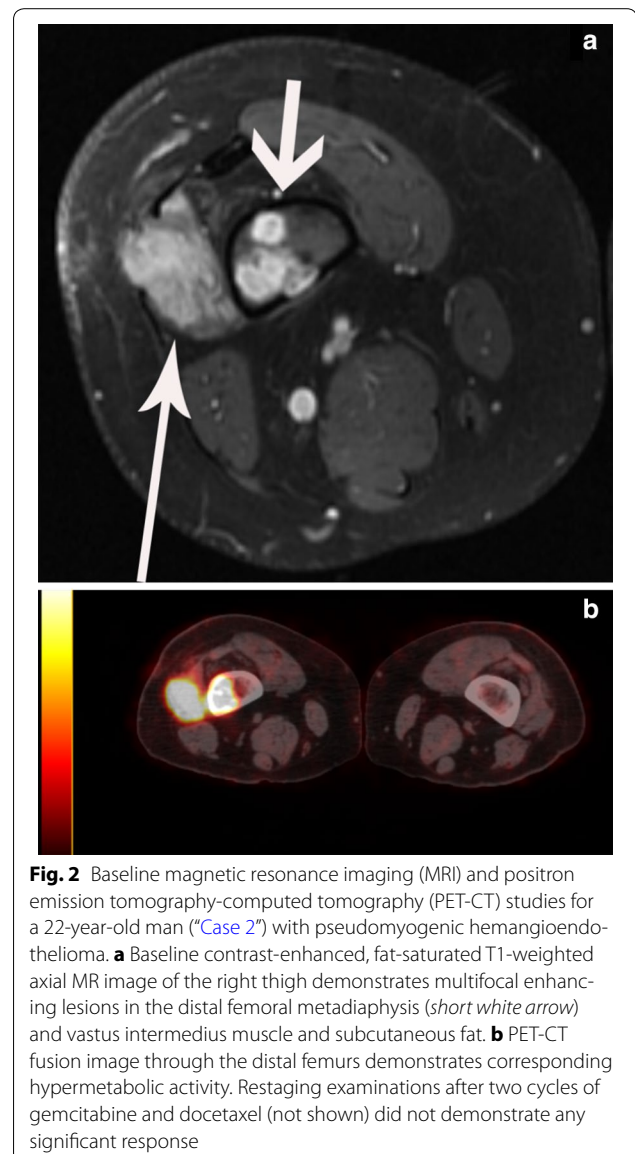 a
b
Fig. 2 Baseline magnetic resonance imaging (MRI) and positron
emission tomography-computed tomography (PET-CT) studies for
a 22-year-old man (“Case 2”) with pseudomyogenic hemangioendo-
thelioma. a Baseline contrast-enhanced, fat-saturated T1-weighted
axial MR image of the right thigh demonstrates multifocal enhanc-
ing lesions in the distal femoral metadiaphysis (short white arrow)
and vastus intermedius muscle and subcutaneous fat. b PET-CT
fusion image through the distal femurs demonstrates corresponding
hypermetabolic activity. Restaging examinations after two cycles of
gemcitabine and docetaxel (not shown) did not demonstrate any
significant response